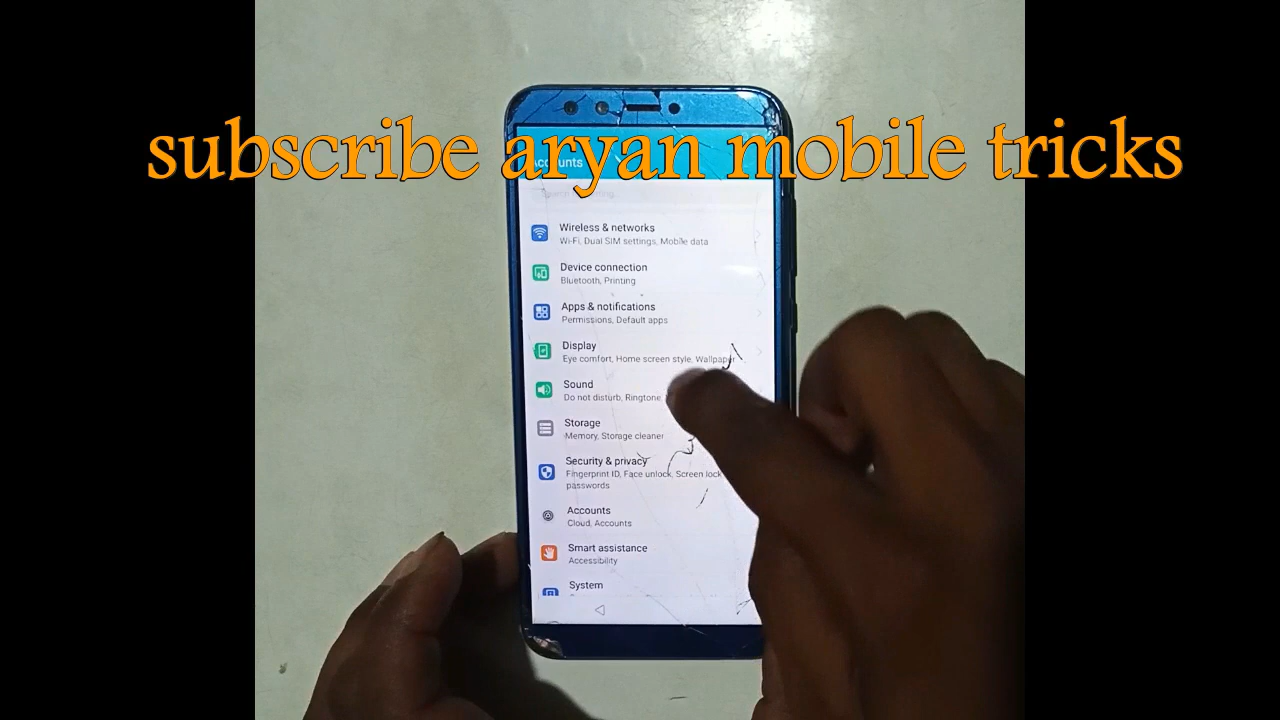 subscribe aryan mobile tricks
Accounts
Wireless & networks
Wi-Fi, Dual SIM settings, Mobile data
Device connection
Bluetooth, Printing
Apps & notifications
Permissions, Default apps
Display
Eye comfort, Home screen style, Wallpaper
Sound
Do not disturb, Ringtone,
Storage
Memory, Storage cleaner
Security & privacy
Fingerprint ID, Face unlock, Screen lock
passwords
Accounts
Cloud, Accounts
Smart assistance
Accessibility
System